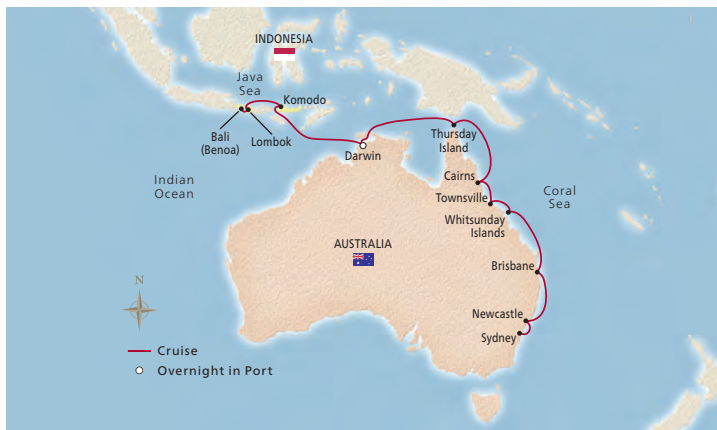 INDONESIA
Java
Sea
Komodo
Bali
(Benoa)
Lombok
Darwin
Thursday
Island
Indian
Ocean
Cairns
Coral
Sea
Townsville
Whitsunday
Islands
AUSTRALIA
Brisbane
N
Newcastle
Sydney
Cruise
Overnight in Port